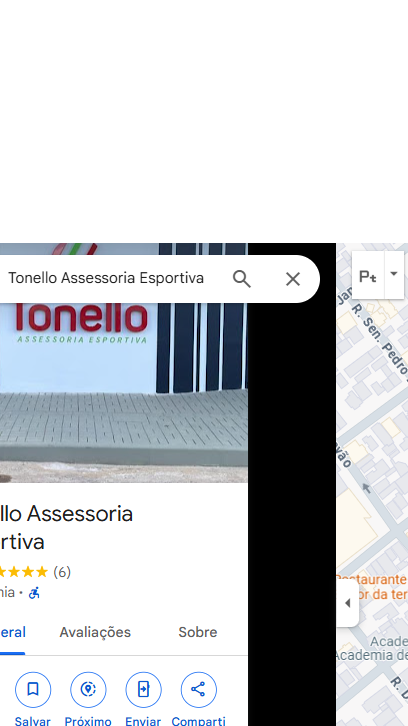 Tonello Assessoria Esportiva
Tonello
ASSESSORIA ESPORTIVA
llo Assessoria
rtiva
(6)
nia •
eral
Avaliações
Sobre
Salvar
Próximo
Enviar
Comparti
R. Sen. Pedro
Restaurante
or da ter
Acade
Academia de
R. D